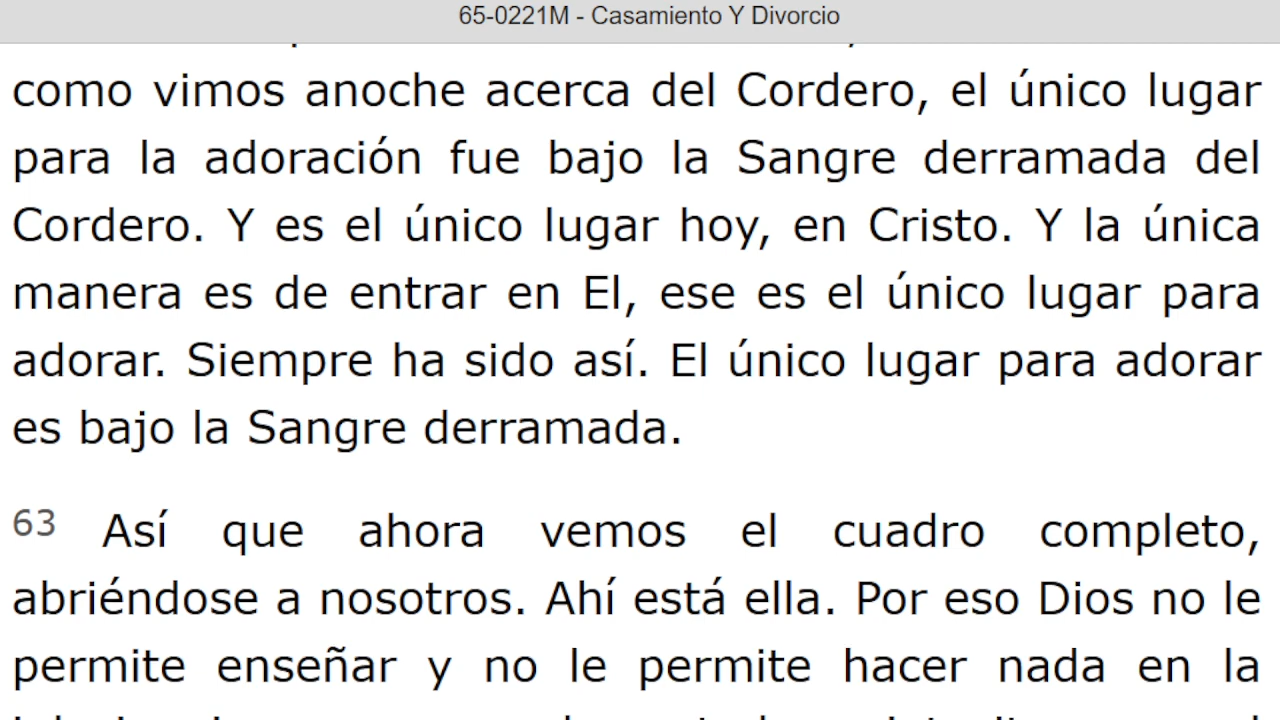 65-0221M - Casamiento Y Divorcio
como vimos anoche acerca del Cordero, el único lugar
para la adoración fue bajo la Sangre derramada del
Cordero. Y es el único lugar hoy, en Cristo. Y la única
manera es de entrar en El, ese es el único lugar para
adorar. Siempre ha sido así. El único lugar para adorar
es bajo la Sangre derramada.
63 Así que ahora vemos el cuadro completo,
abriéndose a nosotros. Ahí está ella. Por eso Dios no le
permite enseñar y no le permite hacer nada en la